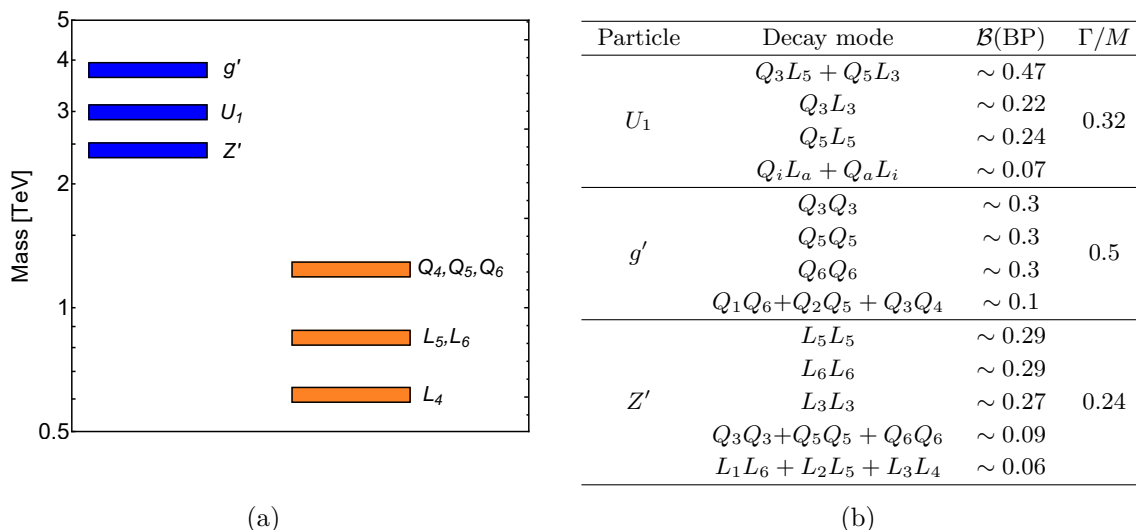 5
4
3
2
1
0.5
Mass [TeV]
g'
U1
Z'
Q4,Q5,Q6
L5,L6
L4
(a)
Particle Decay mode B(BP) Γ/M
U1 0.32
Q3L5 + Q5L3 ∼ 0.47
Q3L3 ∼ 0.22
Q5L5 ∼ 0.24
QiLa + QaLi ∼ 0.07
g′ 0.5
Q3Q3 ∼ 0.3
Q5Q5 ∼ 0.3
Q6Q6 ∼ 0.3
Q1Q6+Q2Q5 + Q3Q4 ∼ 0.1
Z′ 0.24
L5L5 ∼ 0.29
L6L6 ∼ 0.29
L3L3 ∼ 0.27
Q3Q3+Q5Q5 + Q6Q6 ∼ 0.09
L1L6 + L2L5 + L3L4 ∼ 0.06
(b)